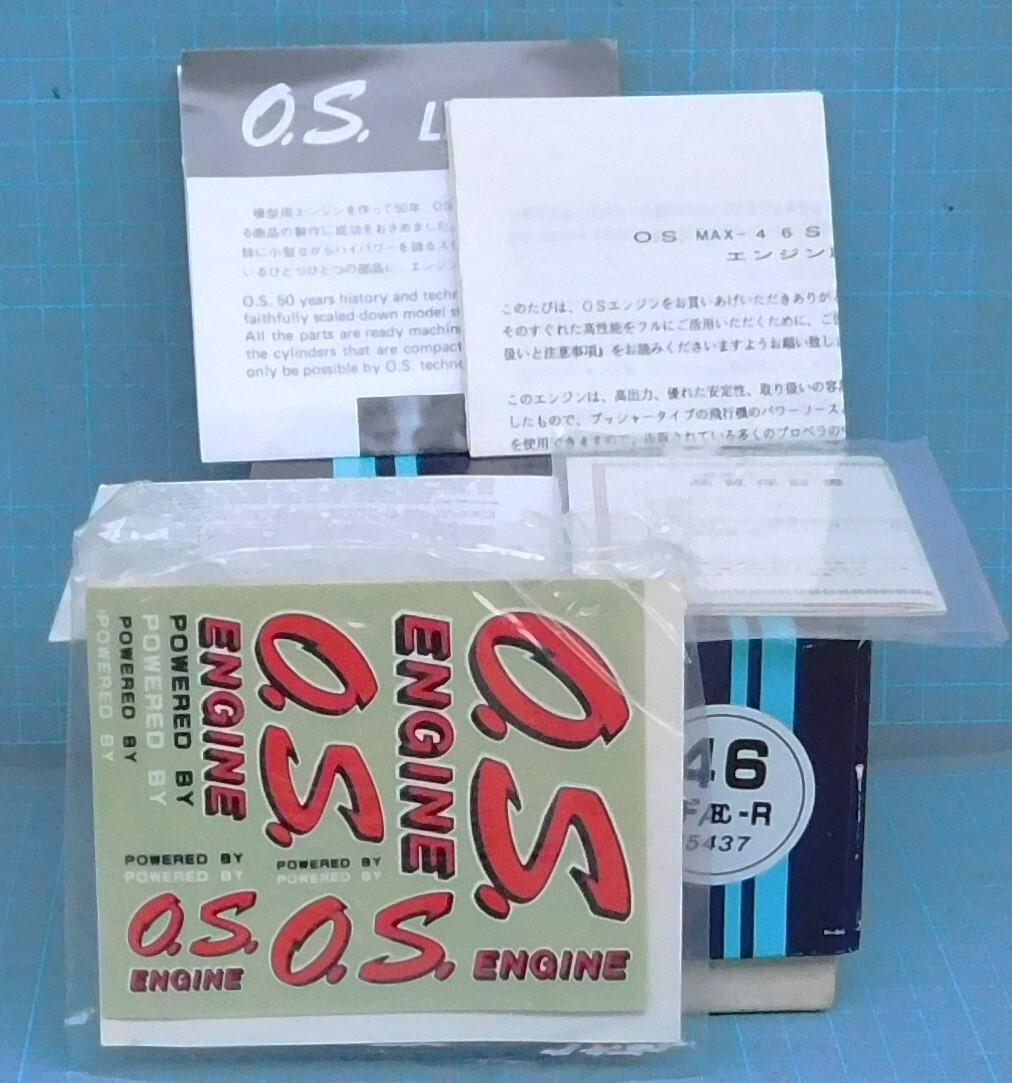 O.S.
模型用エンジンを作って50年、OS
る商品の製作に成功をおさめました。
に小型ながらハイパワーを誇る
いるひとつひとつの部品に、エンジン
O.S. 50 years history and
faithfully scaled-down model
All the parts are ready
the cylinders that are compact
only be possible by O.S.
O S MAX-46S
エンジン
このたびは、OSエンジンをお買いあげいただきありが
そのすぐれた高性能をフルにご活用いただくために、ご
扱いと注意事項』をお読みくださいますようお願い致し
このエンジンは、高出力、優れた安定性、取り扱いの容
したもので、プッシャータイプの飛行機のパワーソース
を使用できますので、市販されている多くのプロペラの
O.S.
ENGINE
O.S.
ENGINE
POWERED BY
POWERED BY
POWERED BY
POWERED BY
POWERED BY
POWERED BY
O.S.
ENGINE
POWERED BY
POWERED BY
O.S.
ENGINE
46
-R
5437